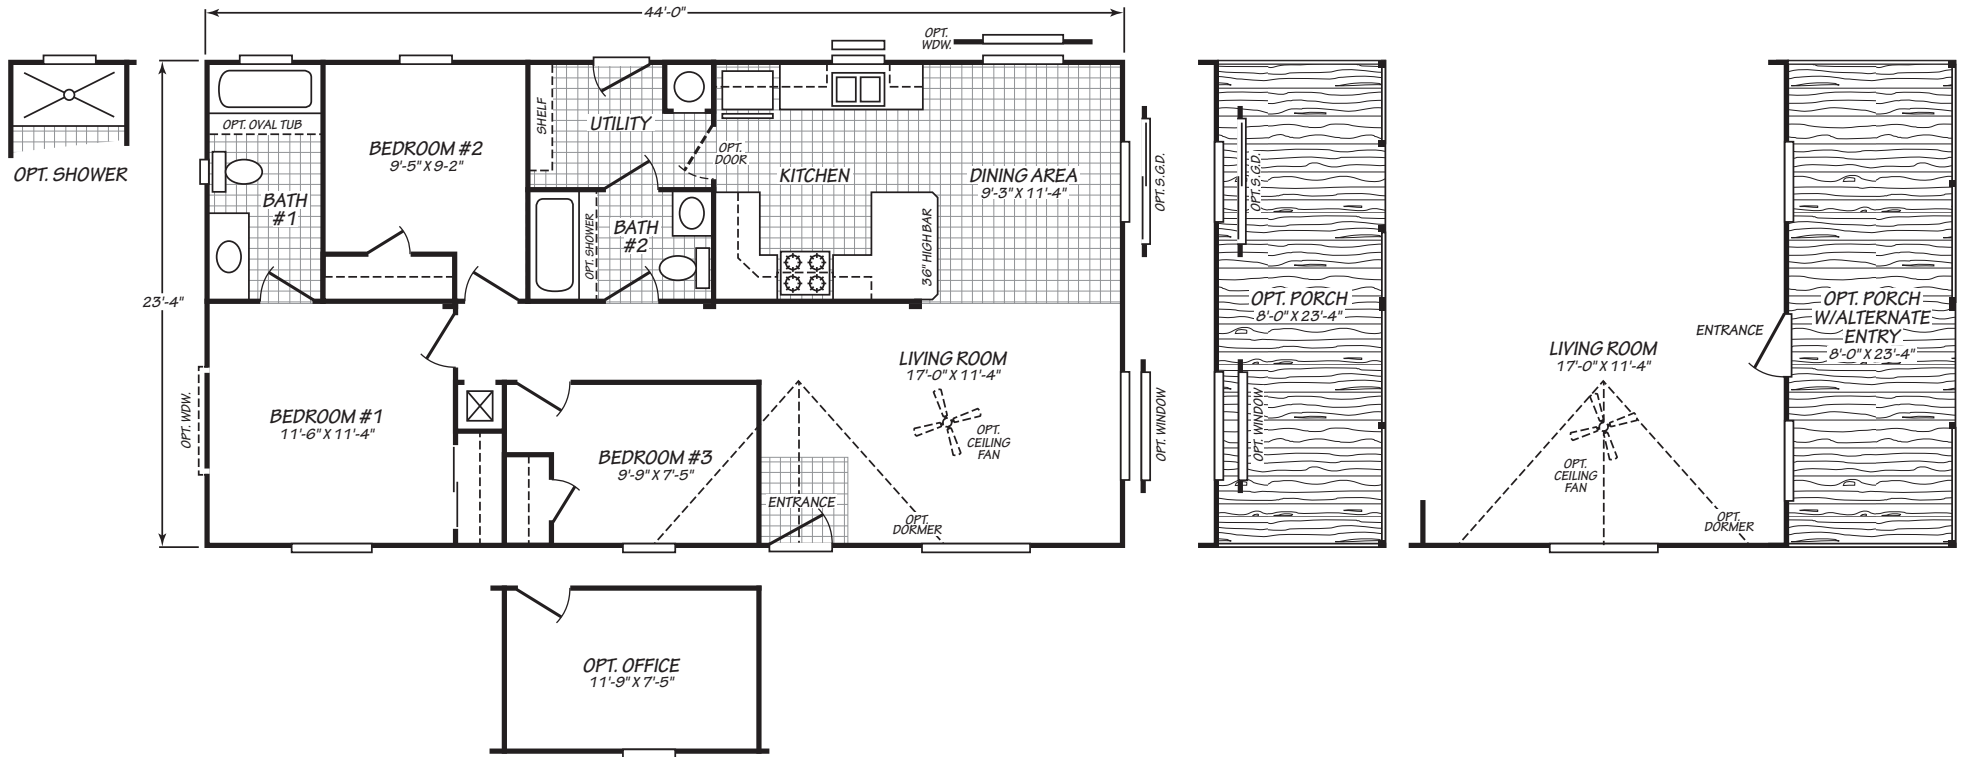 44'-0"
OPT.
WDW.
OPT. SHOWER
23'-4"
OPT. OVAL TUB
BATH
#1
BEDROOM #2
9'-5" X 9-2"
SHELF
UTILITY
OPT.
DOOR
OPT. SHOWER
BATH
#2
KITCHEN
36" HIGH BAR
DINING AREA
9'-3" X 11'-4"
OPT. S.G.D.
OPT. WDW.
BEDROOM #1
11'-6" X 11'-4"
BEDROOM #3
9'-9" X 7'-5"
LIVING ROOM
17'-0" X 11'-4"
OPT.
CEILING
FAN
ENTRANCE
OPT.
DORMER
OPT. WINDOW
OPT. OFFICE
11'-9" X 7'-5"
OPT. S.G.D.
OPT. PORCH
8'-0" X 23'-4"
OPT. WINDOW
LIVING ROOM
17'-0" X 11'-4"
OPT.
CEILING
FAN
OPT.
DORMER
ENTRANCE
OPT. PORCH
W/ALTERNATE
ENTRY
8'-0" X 23'-4"